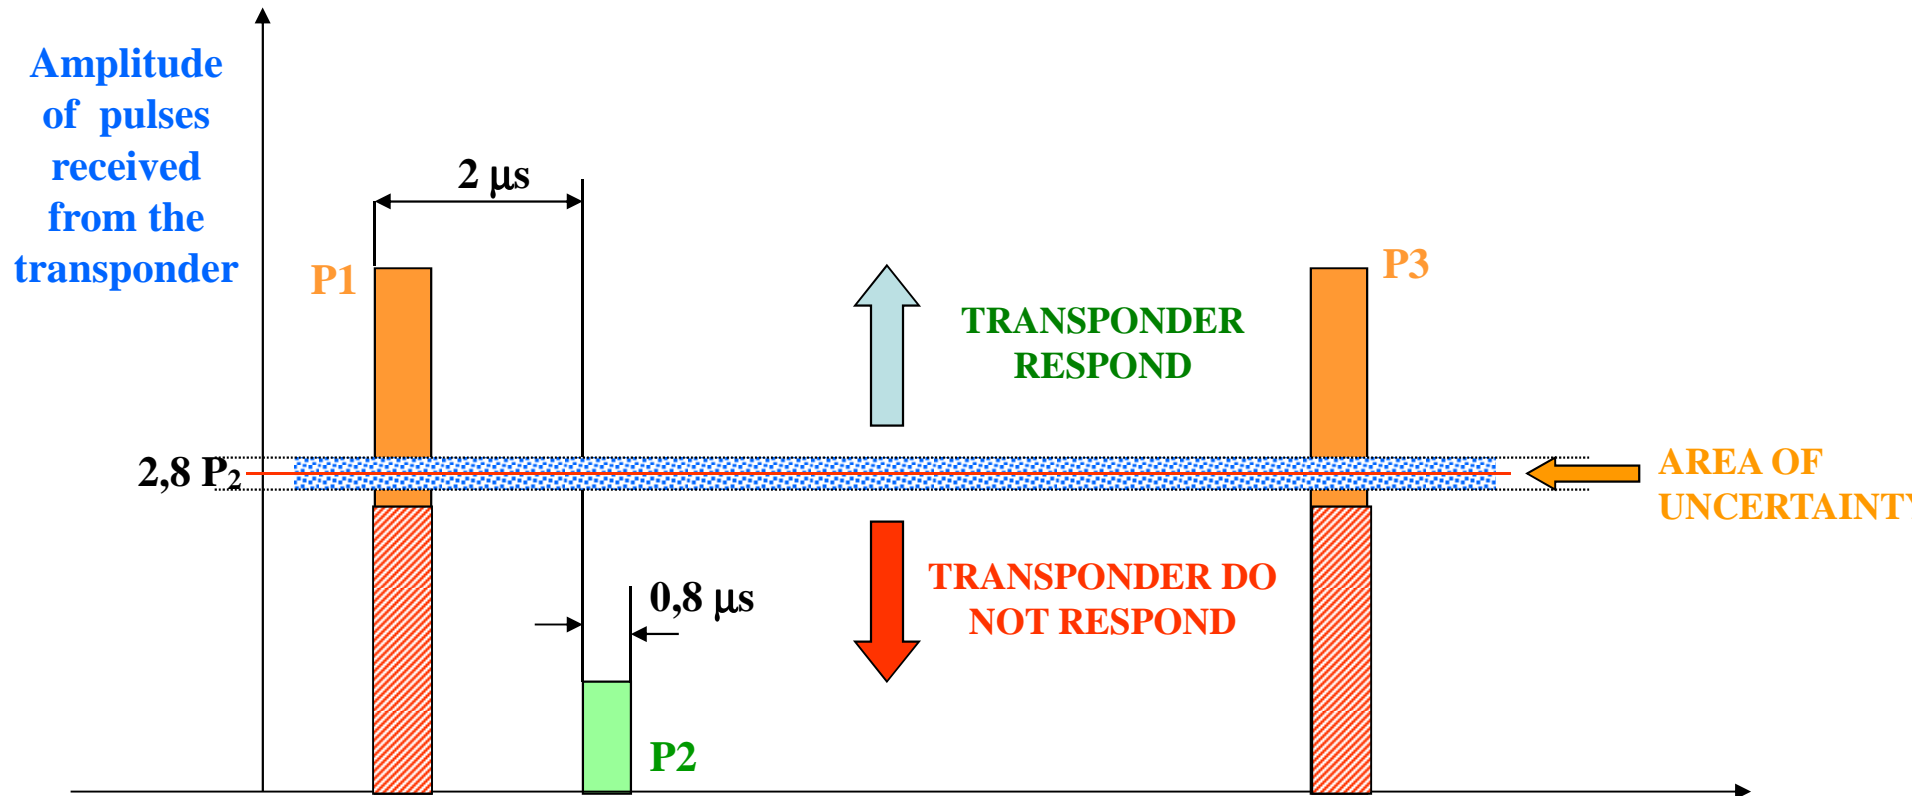 Amplitude
of pulses
received
from the
transponder
2 μs
P1
P3
TRANSPONDER
RESPOND
2,8 P₂
AREA OF
UNCERTAINTY
TRANSPONDER DO
NOT RESPOND
0,8 μs
P2